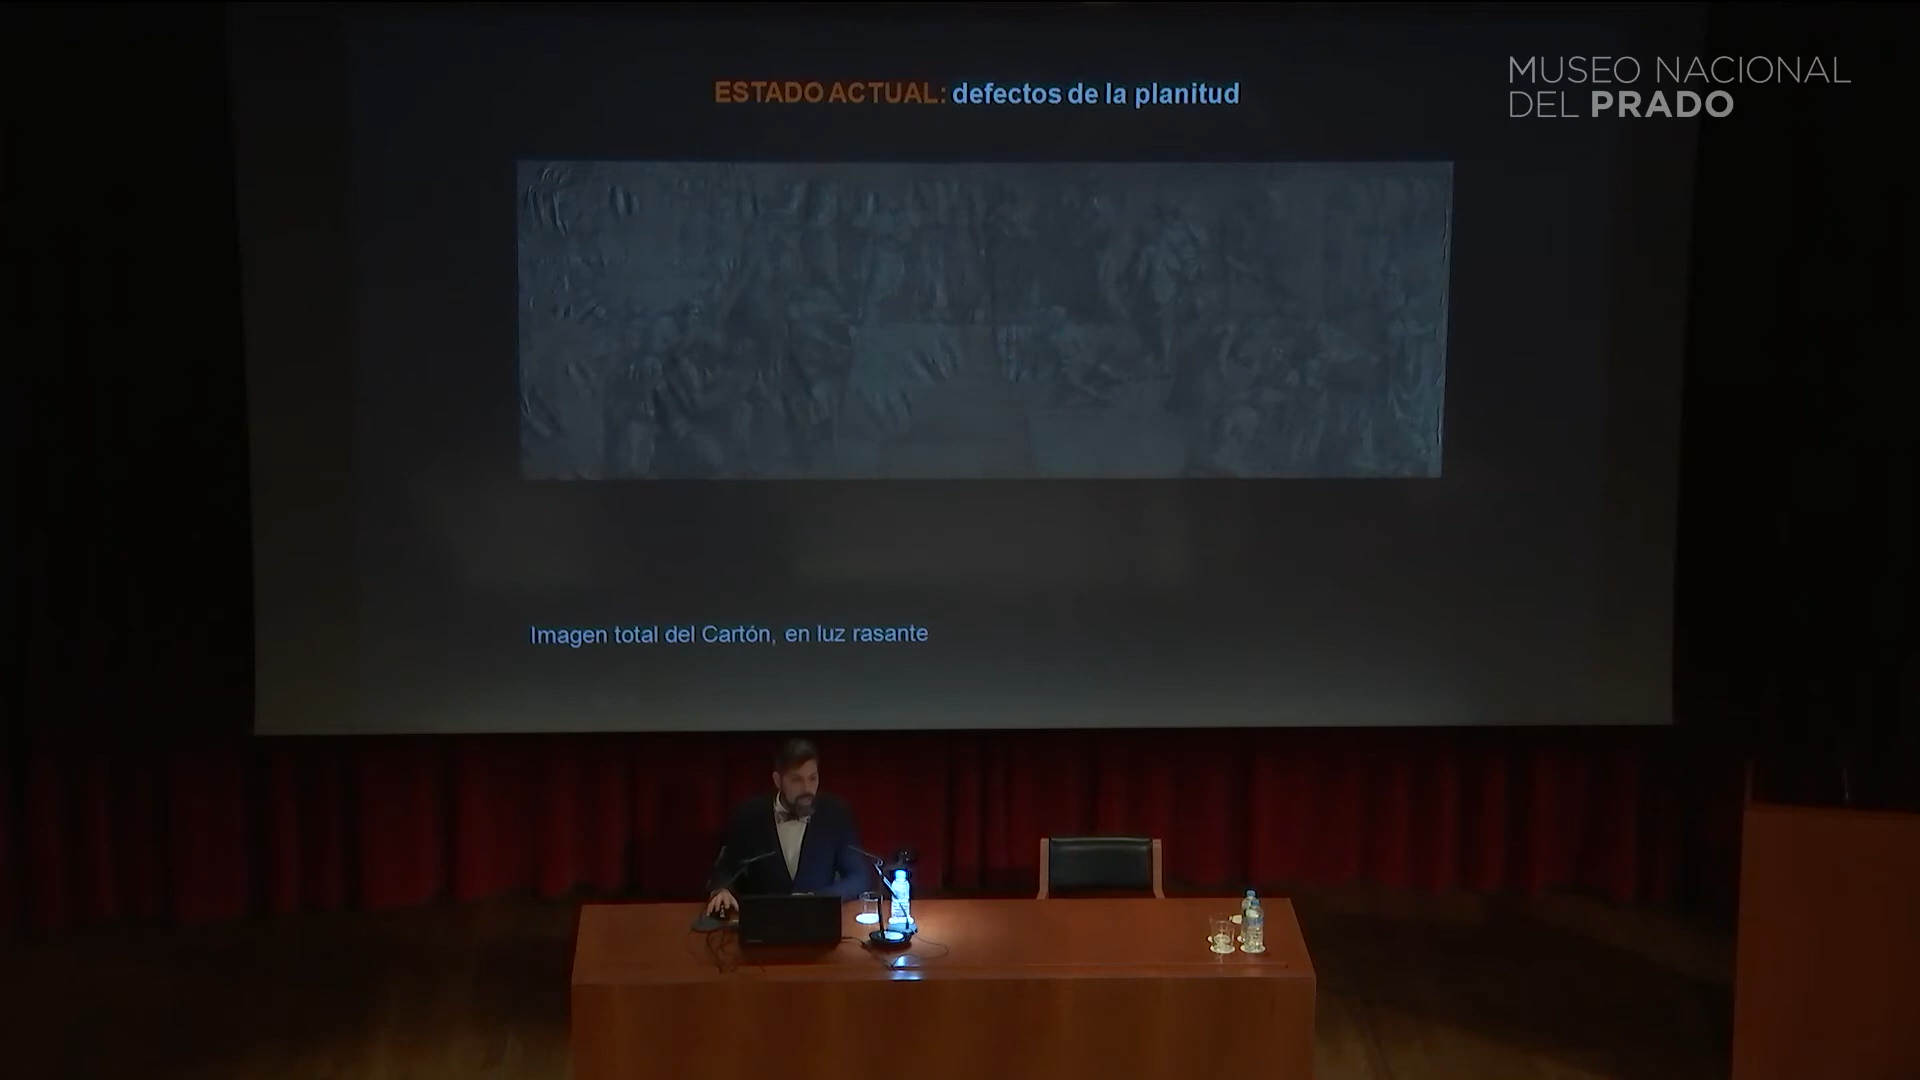 ESTADO ACTUAL: defectos de la planitud
MUSEO NACIONAL
DEL PRADO
Imagen total del Cartón, en luz rasante